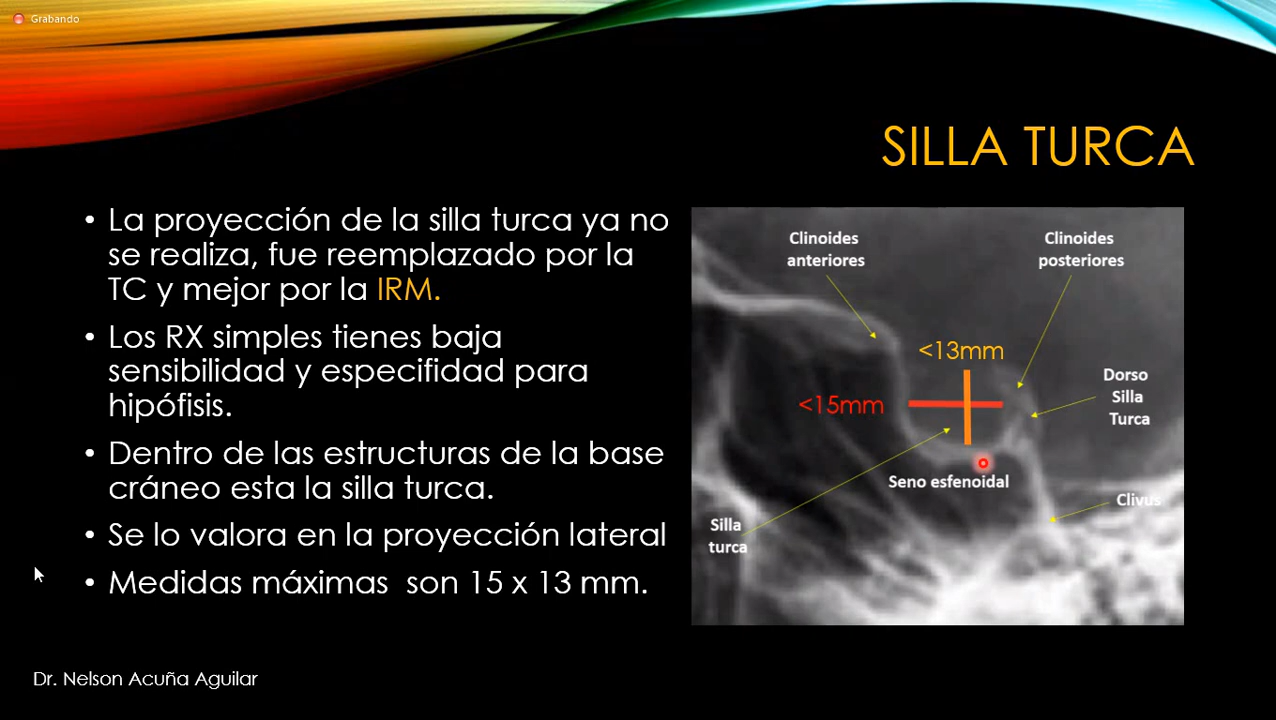 Grabando
SILLA TURCA
• La proyección de la silla turca ya no
se realiza, fue reemplazado por la
TC y mejor por la IRM.
• Los RX simples tienes baja
sensibilidad y especifidad para
hipófisis.
• Dentro de las estructuras de la base
cráneo esta la silla turca.
• Se lo valora en la proyección lateral
• Medidas máximas son 15 x 13 mm.
Clinoides
anteriores
Clinoides
posteriores
<13mm
<15mm
Dorso
Silla
Turca
Seno esfenoidal
Clivus
Silla
turca
Dr. Nelson Acuña Aguilar